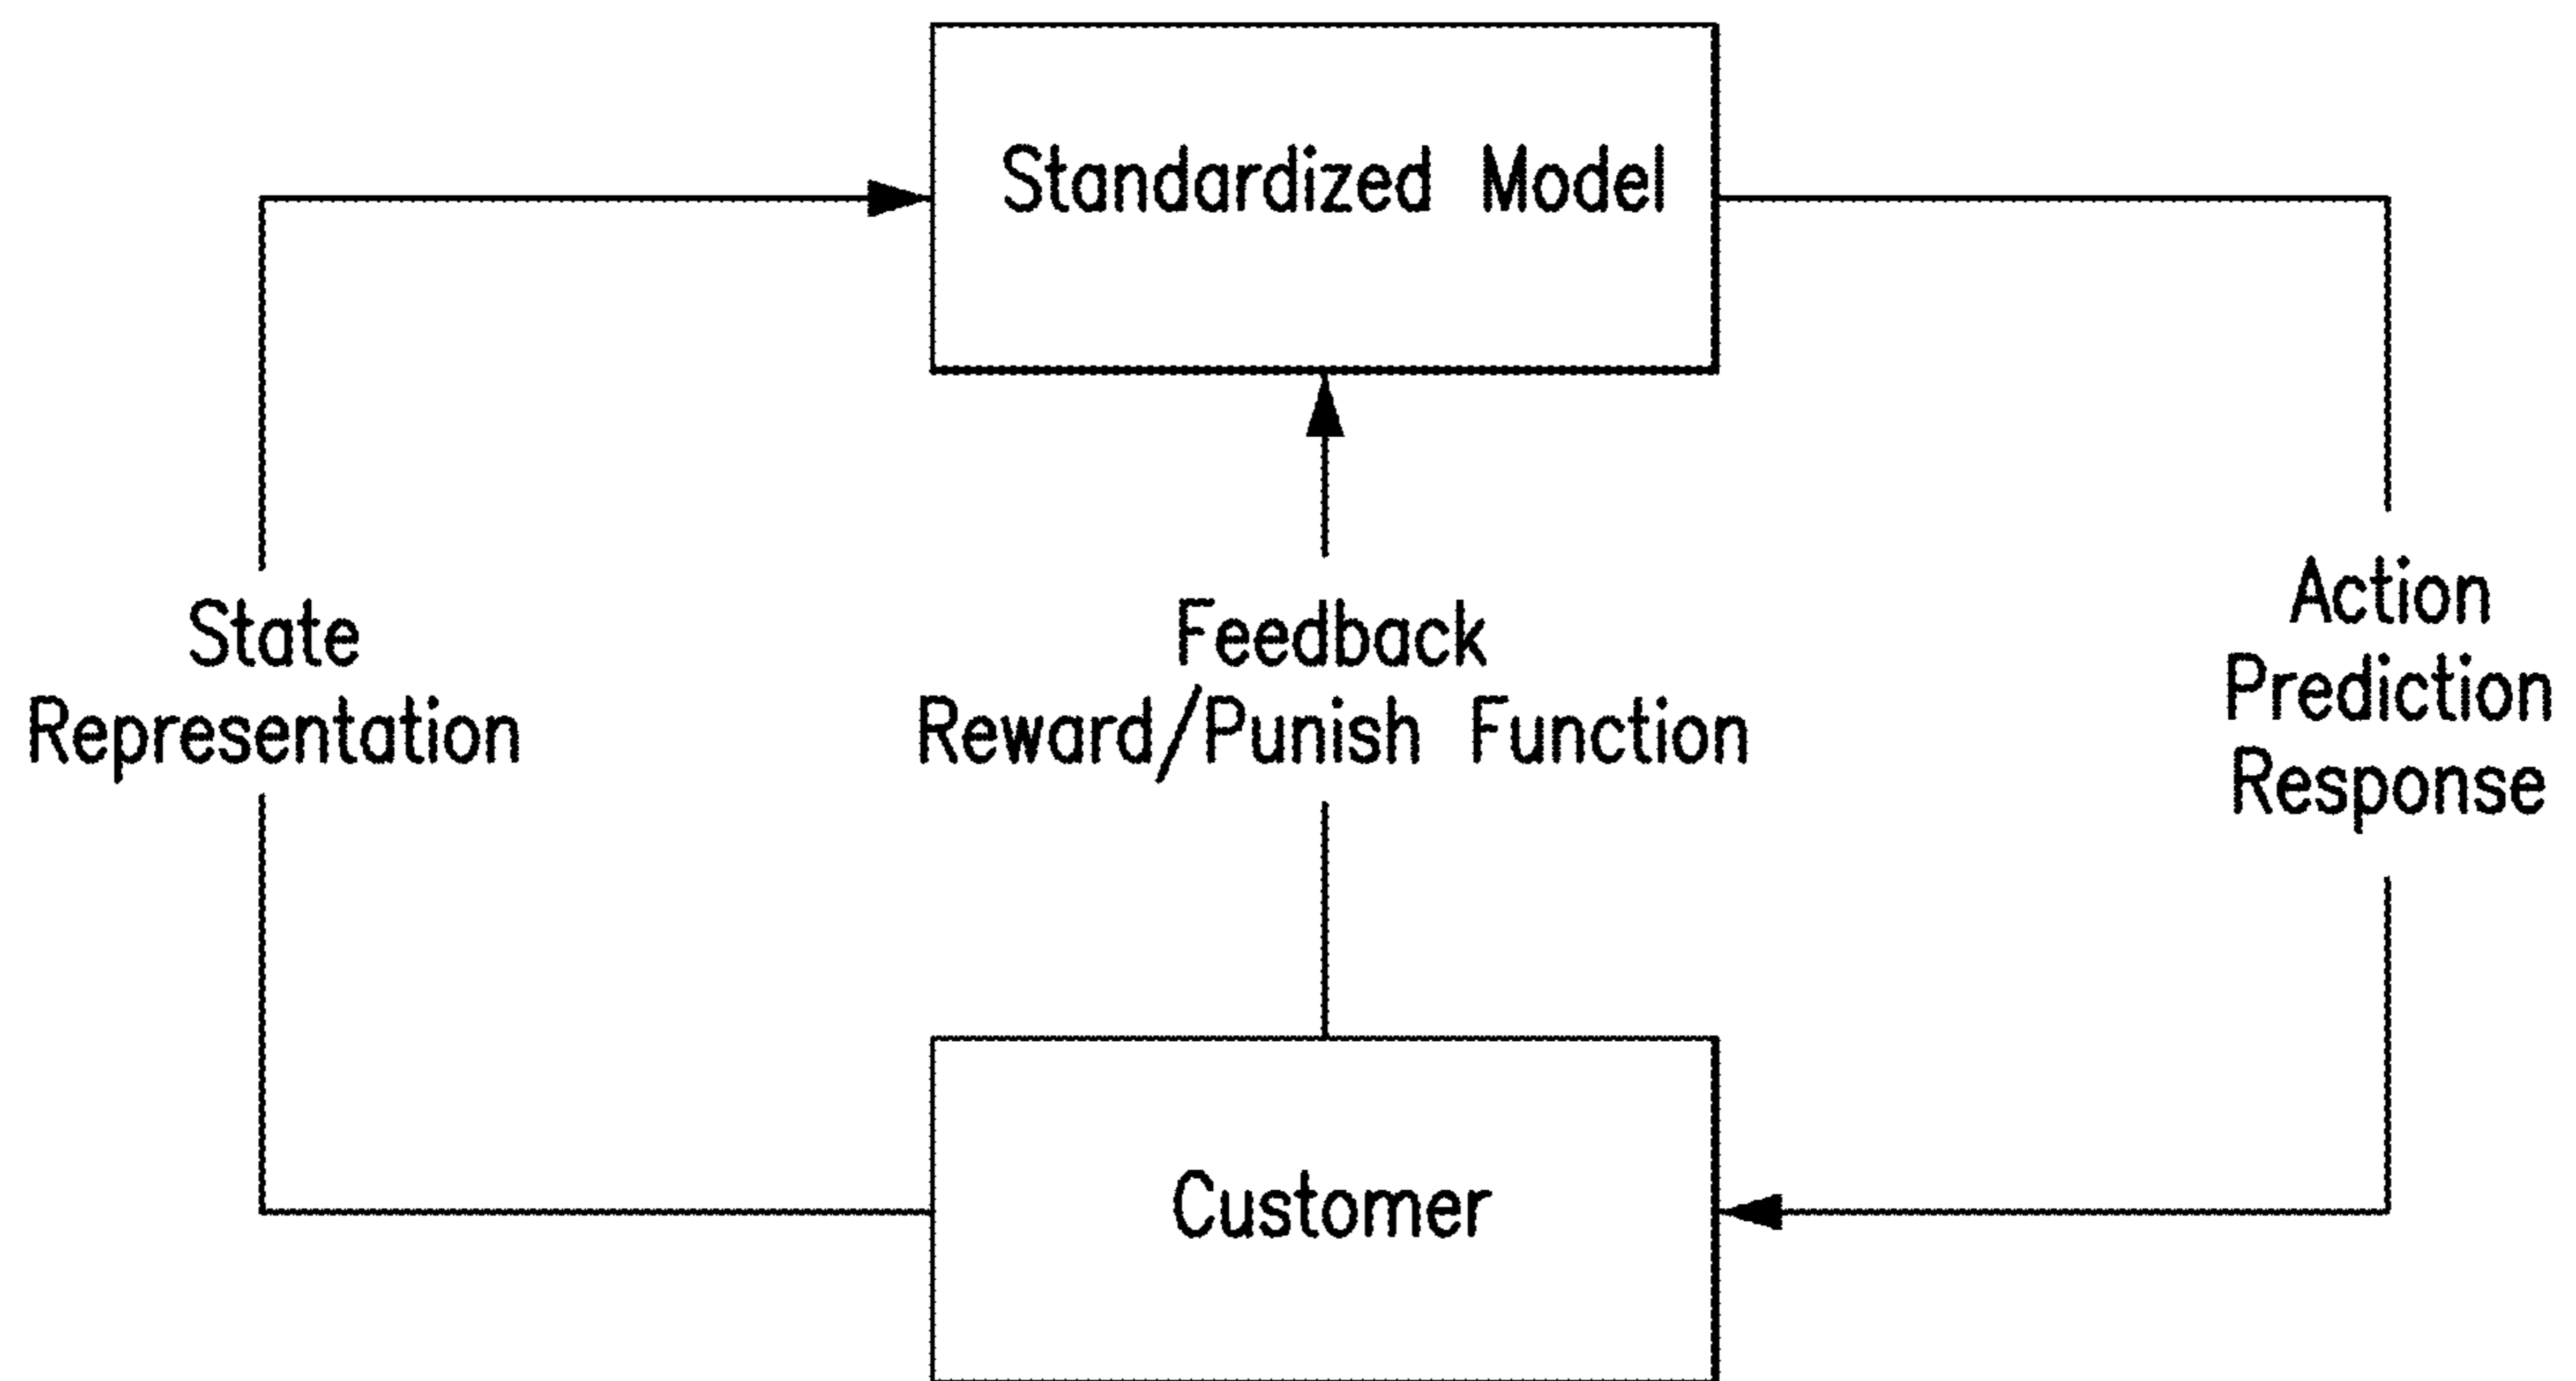 Standardized Model
State
Representation
Feedback
Reward/Punish Function
Action
Prediction
Response
Customer